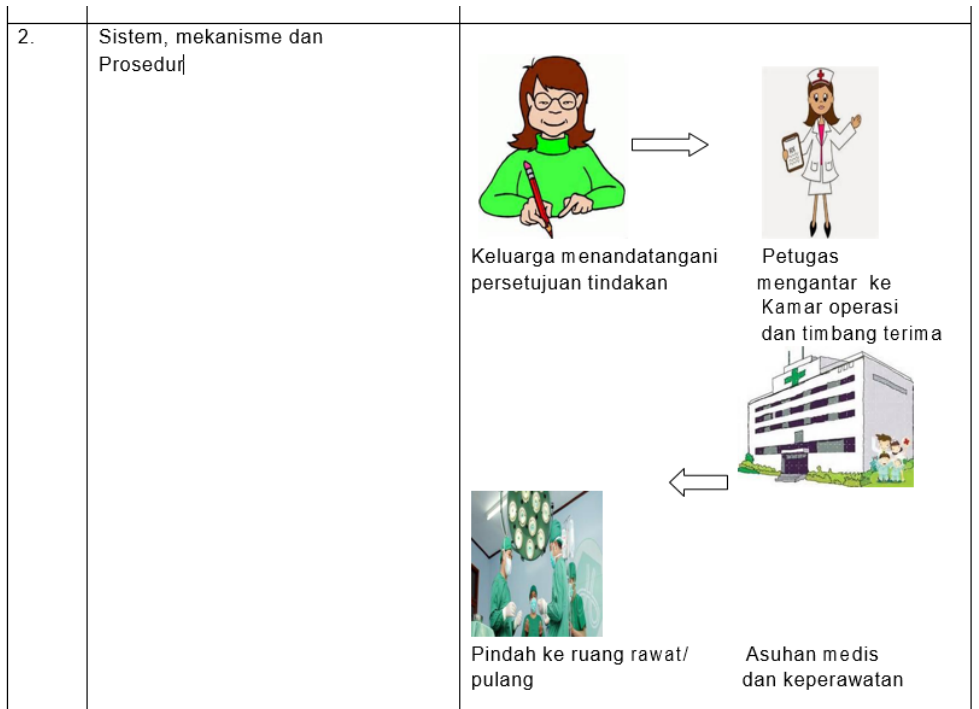 2.
Sistem, mekanisme dan
Prosedur
Keluarga menandatangani
persetujuan tindakan
Petugas
mengantar ke
Kamar operasi
dan timbang terima
Pindah ke ruang rawat/
pulang
Asuhan medis
dan keperawatan